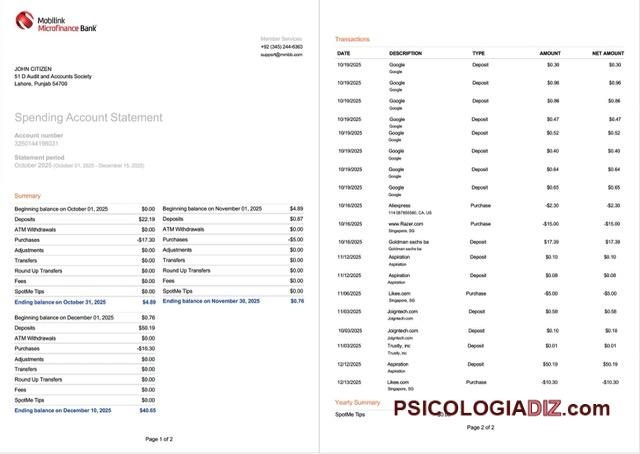 Mobilink
Microfinance Bank
Member Services
+92 (345) 244-6363
support@mmbb.com
JOHN CITIZEN
51 D Audit and Accounts Society
Lahore, Punjab 54700
Spending Account Statement
Account number
3250144198031
Statement period
October 2025 (October 01, 2025 - December 15, 2025)
Summary
Beginning balance on October 01, 2025 $0.00
Deposits $22.19
ATM Withdrawals $0.00
Purchases -$17.30
Adjustments $0.00
Transfers $0.00
Round Up Transfers $0.00
Fees $0.00
SpotMe Tips $0.00
Ending balance on October 31, 2025 $4.89
Beginning balance on November 01, 2025 $4.89
Deposits $0.87
ATM Withdrawals $0.00
Purchases -$5.00
Adjustments $0.00
Transfers $0.00
Round Up Transfers $0.00
Fees $0.00
SpotMe Tips $0.00
Ending balance on November 30, 2025 $0.76
Beginning balance on December 01, 2025 $0.76
Deposits $50.19
ATM Withdrawals $0.00
Purchases -$10.30
Adjustments $0.00
Transfers $0.00
Round Up Transfers $0.00
Fees $0.00
SpotMe Tips $0.00
Ending balance on December 10, 2025 $40.65
Page 1 of 2
Transactions
DATE DESCRIPTION TYPE AMOUNT NET AMOUNT
10/19/2025 Google Deposit $0.30 $0.30
Google
10/19/2025 Google Deposit $0.96 $0.96
Google
10/19/2025 Google Deposit $0.86 $0.86
Google
10/19/2025 Google Deposit $0.47 $0.47
Google
10/19/2025 Google Deposit $0.52 $0.52
Google
10/19/2025 Google Deposit $0.40 $0.40
Google
10/19/2025 Google Deposit $0.64 $0.64
Google
10/19/2025 Google Deposit $0.65 $0.65
Google
10/16/2025 Aliexpress Purchase -$2.30 -$2.30
CA, US
10/16/2025 www.Razer.com Purchase -$15.00 -$15.00
Singapore, SG
10/16/2025 Goldman sachs ba Deposit $17.39 $17.39
Goldman sachs ba
11/12/2025 Aspiration Deposit $0.10 $0.10
Aspiration
11/12/2025 Aspiration Deposit $0.08 $0.08
Aspiration
11/06/2025 Likee.com Purchase -$5.00 -$5.00
Singapore, SG
11/03/2025 Joigntech.com Deposit $0.58 $0.58
Joigntech.com
10/03/2025 Joigntech.com Deposit $0.10 $0.18
Joigntech.com
11/03/2025 Trustly, inc Deposit $0.01 $0.01
Trustly, inc
12/12/2025 Aspiration Deposit $50.19 $50.19
Aspiration
12/13/2025 Likes.com Purchase -$10.30 -$10.30
Singapore, SG
Yearly Summary
SpotMe Tips
PSICOLOGIADIZ.com
Page 2 of 2